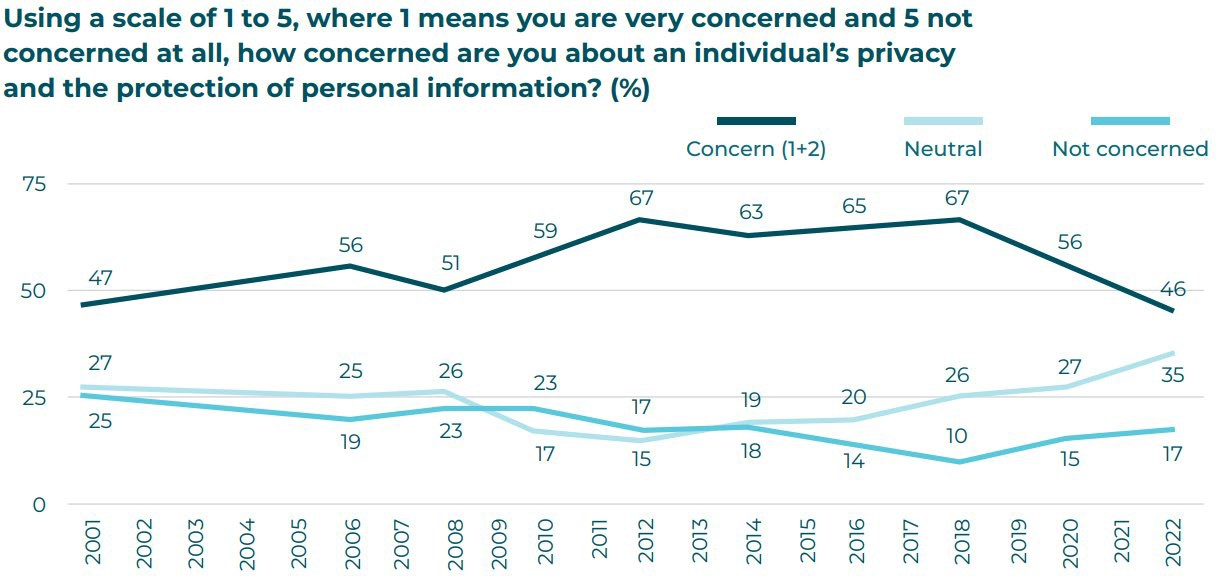 Using a scale of 1 to 5, where 1 means you are very concerned and 5 not
concerned at all, how concerned are you about an individual's privacy
and the protection of personal information? (%)
Concern (1+2) Neutral Not concerned
75
50
25
0
47 56 51 59 67 63 65 67 56 46
27 25 26 17 15 19 20 26 27 35
25 19 23 23 17 18 14 10 15 17
2001 2002 2003 2004 2005 2006 2007 2008 2009 2010 2011 2012 2013 2014 2015 2016 2017 2018 2019 2020 2021 2022